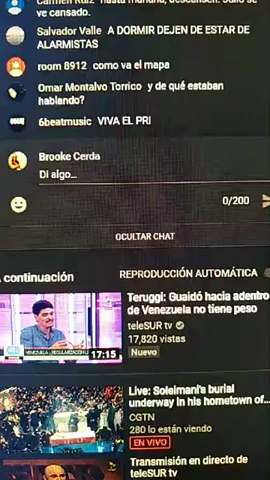 Carmen Ruiz hasta mañana, descansen. Julio se
ve cansado.
Salvador Valle A DORMIR DEJEN DE ESTAR DE
ALARMISTAS
room 8912 como va el mapa
Omar Montalvo Torrico y de qué estaban
hablando?
6beatmusic VIVA EL PRI
Brooke Cerda
Di algo...
0/200
OCULTAR CHAT
continuación
REPRODUCCIÓN AUTOMÁTICA
Teruggi: Guaidó hacia adentro
de Venezuela no tiene peso
teleSUR tv
17,820 vistas
Nuevo
17:15
Live: Soleimani's burial
underway in his hometown of...
CGTN
280 lo están viendo
EN VIVO
Transmisión en directo de
teleSUR tv